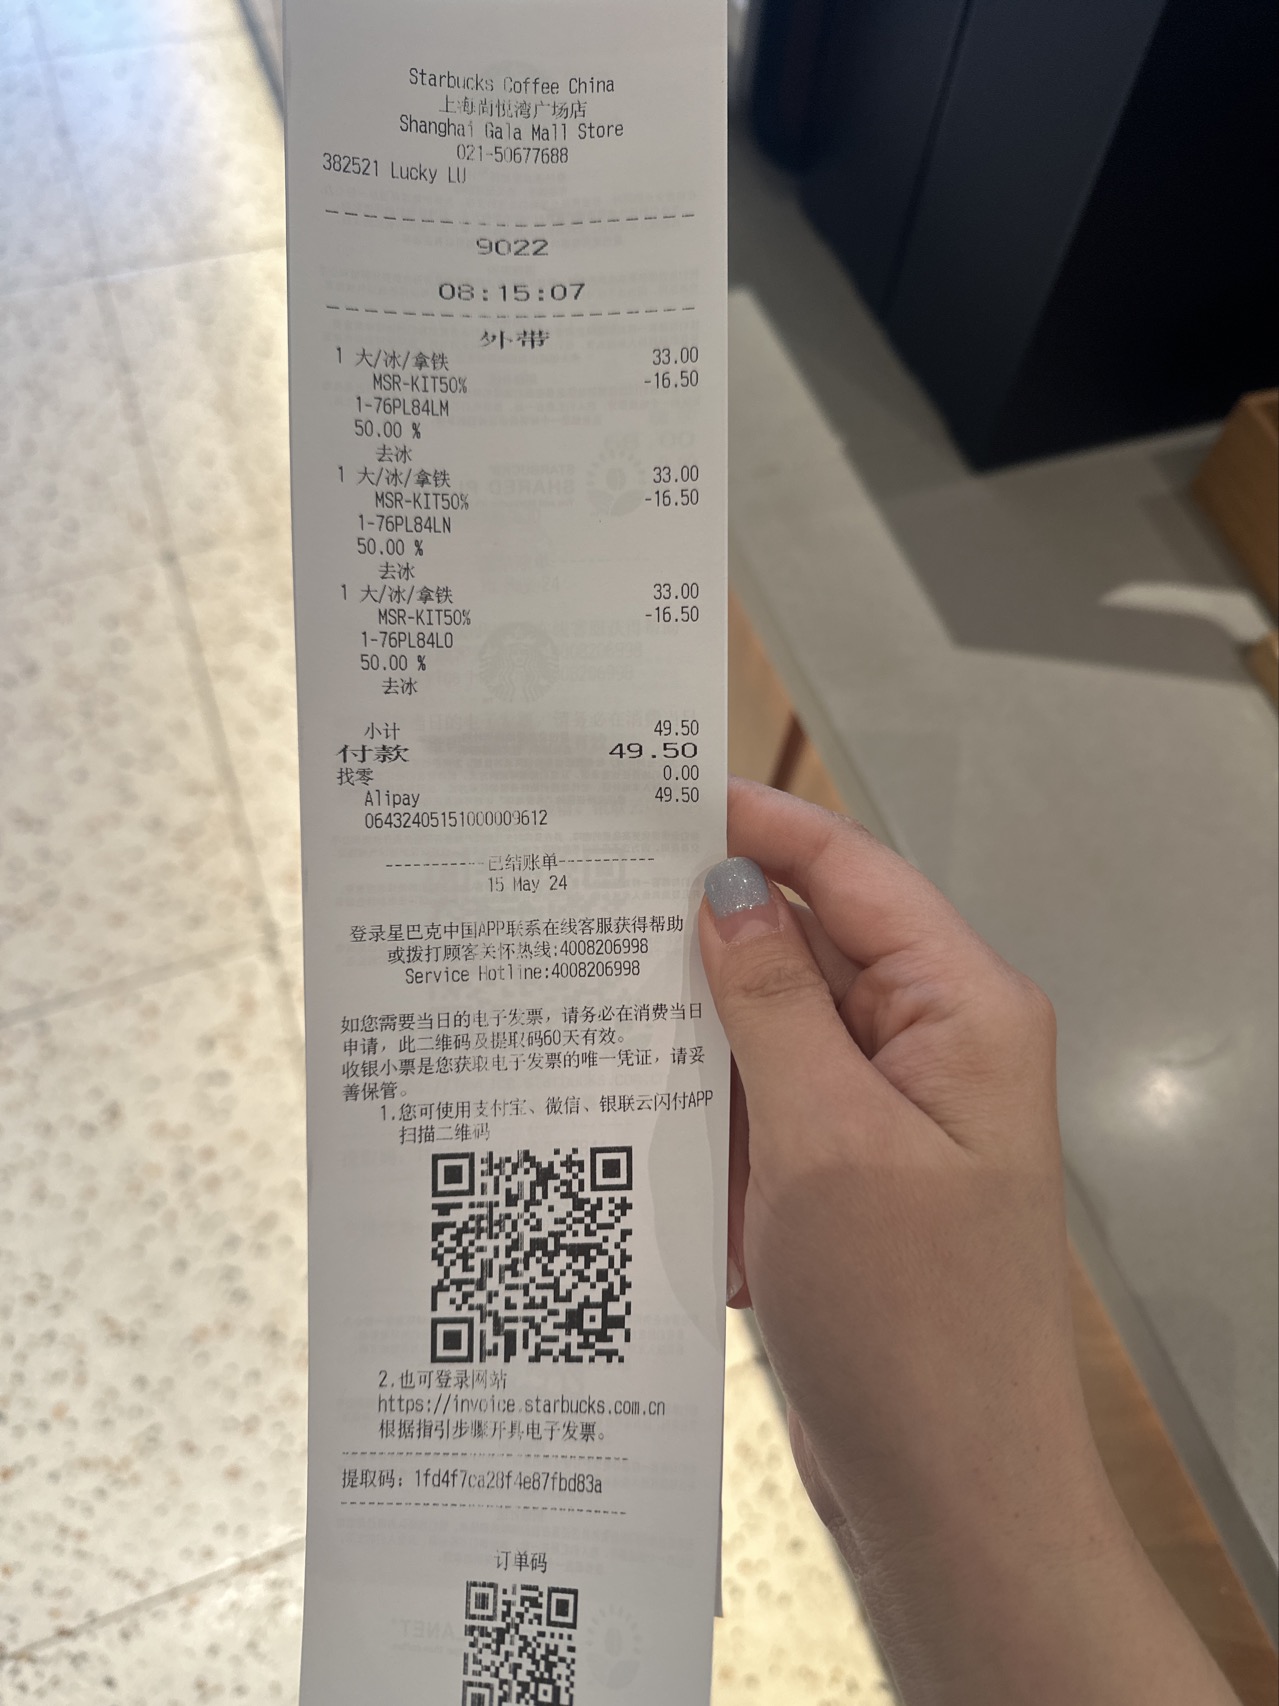 Starbucks Coffee China
上海尚悦湾广场店
Shanghai Gala Mall Store
021-50677688
382521 Lucky LU
9022
08:15:07
外带
1 大/冰/拿铁 33.00
MSR-KIT50% -16.50
1-76PL84LM
50.00 %
去冰
1 大/冰/拿铁 33.00
MSR-KIT50% -16.50
1-76PL84LN
50.00 %
去冰
1 大/冰/拿铁 33.00
MSR-KIT50% -16.50
1-76PL84LO
50.00 %
去冰
小计 49.50
付款 49.50
找零 0.00
Alipay 49.50
06432405151000009612
-----------已结账单-----------
15 May 24
登录星巴克中国APP联系在线客服获得帮助
或拨打顾客关怀热线:4008206998
Service Hotline:4008206998
如您需要当日的电子发票，请务必在消费当日
申请，此二维码及提取码60天有效。
收银小票是您获取电子发票的唯一凭证，请妥
善保管。
1.您可使用支付宝、微信、银联云闪付APP
扫描二维码
2.也可登录网站
https://invoice.starbucks.com.cn
根据指引步骤开具电子发票。
提取码：1fd4f7ca28f4e87fbd83a
订单码